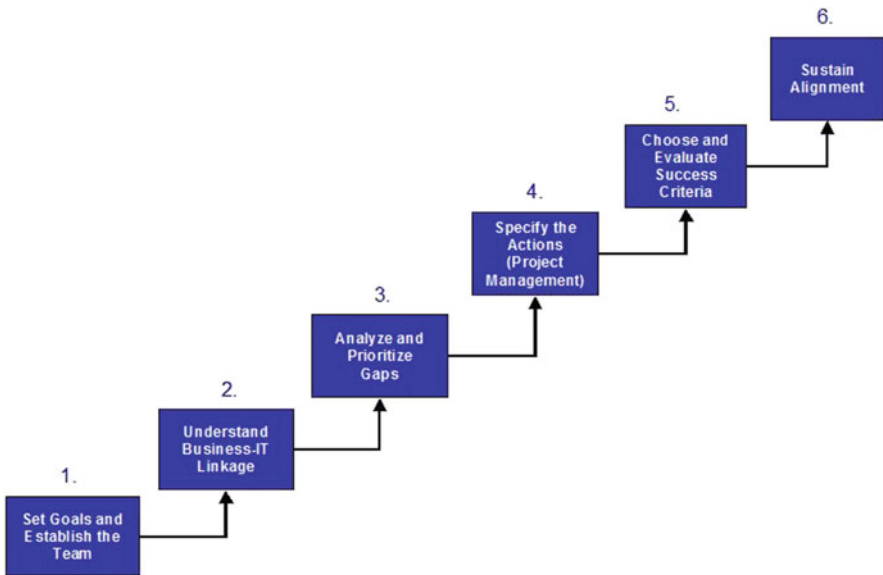 1.
Set Goals and
Establish the
Team
2.
Understand
Business-IT
Linkage
3.
Analyze and
Prioritize
Gaps
4.
Specify the
Actions
(Project
Management)
5.
Choose and
Evaluate
Success
Criteria
6.
Sustain
Alignment